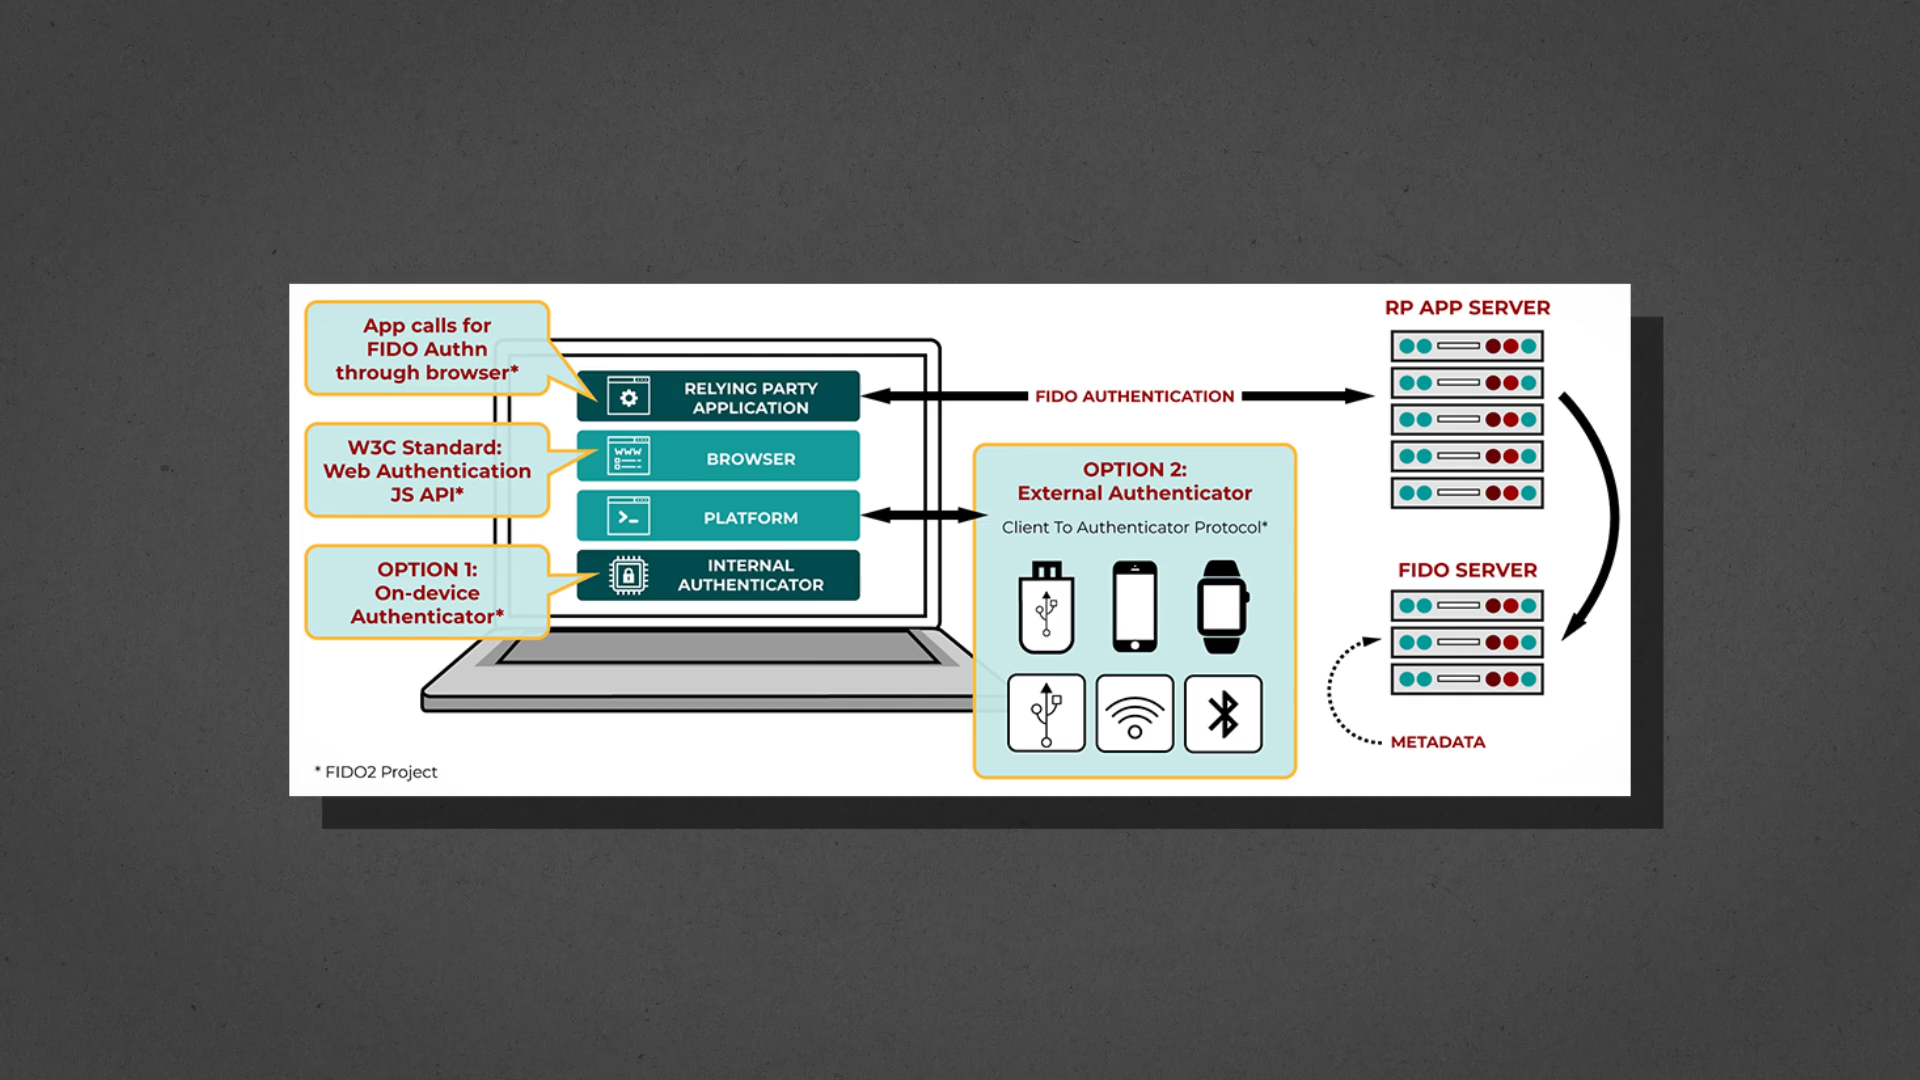 App calls for
FIDO Authn
through browser*
W3C Standard:
Web Authentication
JS API*
OPTION 1:
On-device
Authenticator*
RELYING PARTY
APPLICATION
WWW
BROWSER
PLATFORM
INTERNAL
AUTHENTICATOR
FIDO AUTHENTICATION
OPTION 2:
External Authenticator
Client To Authenticator Protocol*
RP APP SERVER
FIDO SERVER
METADATA
* FIDO2 Project